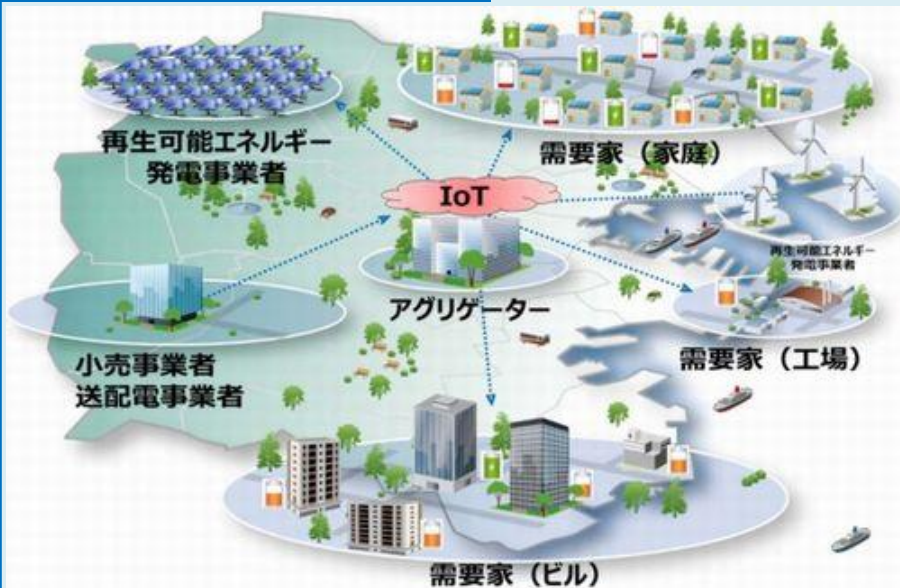 再生可能エネルギー
発電事業者
需要家（家庭）
IoT
再生可能エネルギー
発電事業者
アグリゲーター
小売事業者
送配電事業者
需要家（工場）
需要家（ビル）